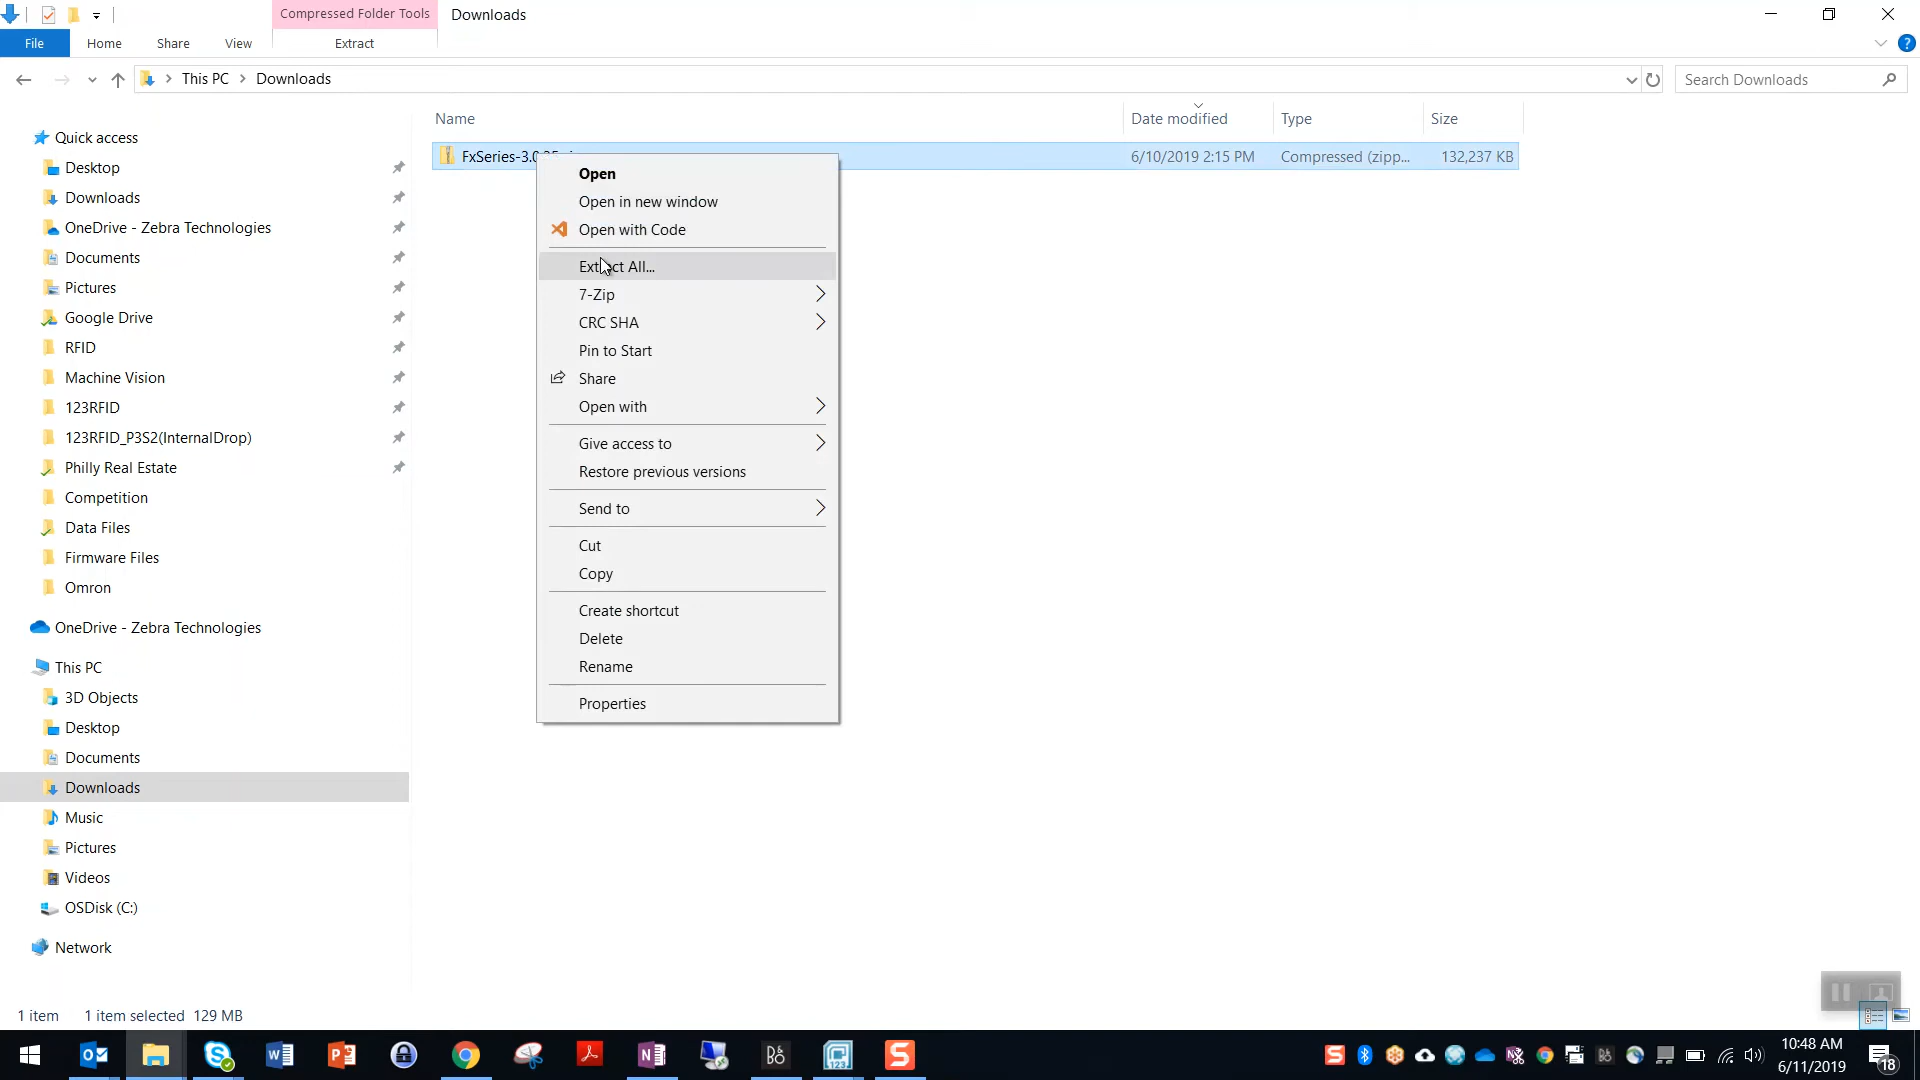 Compressed Folder Tools
Downloads
File
Home
Share
View
Extract
This PC
Downloads
Search Downloads
Name
Date modified
Type
Size
6/10/2019 2:15 PM
Compressed (zipp...
132,237 KB
Quick access
Desktop
Downloads
OneDrive - Zebra Technologies
Documents
Pictures
Google Drive
RFID
Machine Vision
123RFID
123RFID_P3S2(InternalDrop)
Philly Real Estate
Competition
Data Files
Firmware Files
Omron
OneDrive - Zebra Technologies
This PC
3D Objects
Desktop
Documents
Downloads
Music
Pictures
Videos
OSDisk (C:)
Network
Open
Open in new window
Open with Code
Extract All...
7-Zip
CRC SHA
Pin to Start
Share
Open with
Give access to
Restore previous versions
Send to
Cut
Copy
Create shortcut
Delete
Rename
Properties
1 item
1 item selected
129 MB
10:48 AM
6/11/2019
18